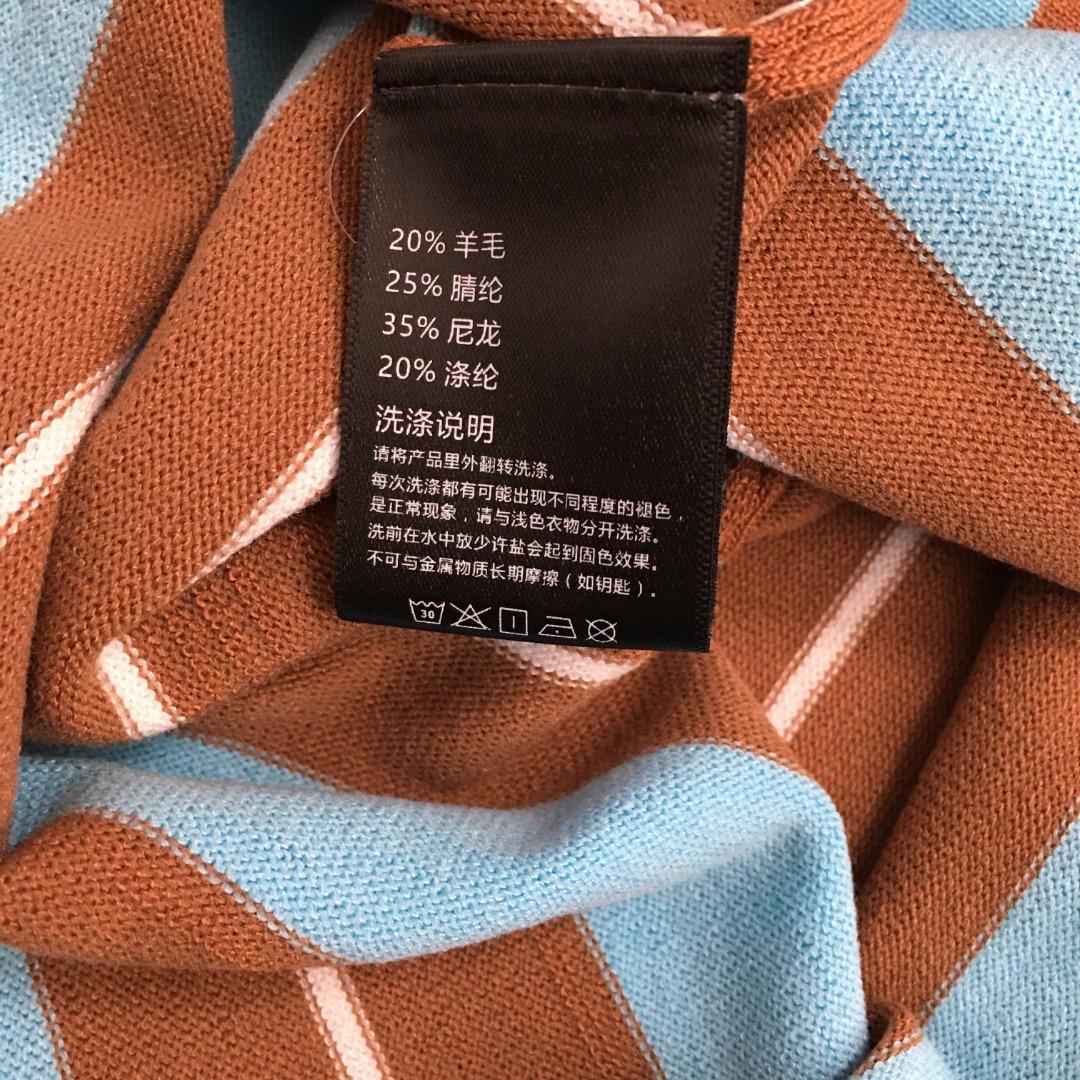 20% 羊毛
25% 腈纶
35% 尼龙
20% 涤纶
洗涤说明
请将产品里外翻转洗涤。
每次洗涤都有可能出现不同程度的褪色，
是正常现象，请与浅色衣物分开洗涤。
洗前在水中放少许盐会起到固色效果。
不可与金属物质长期摩擦（如钥匙）。
30